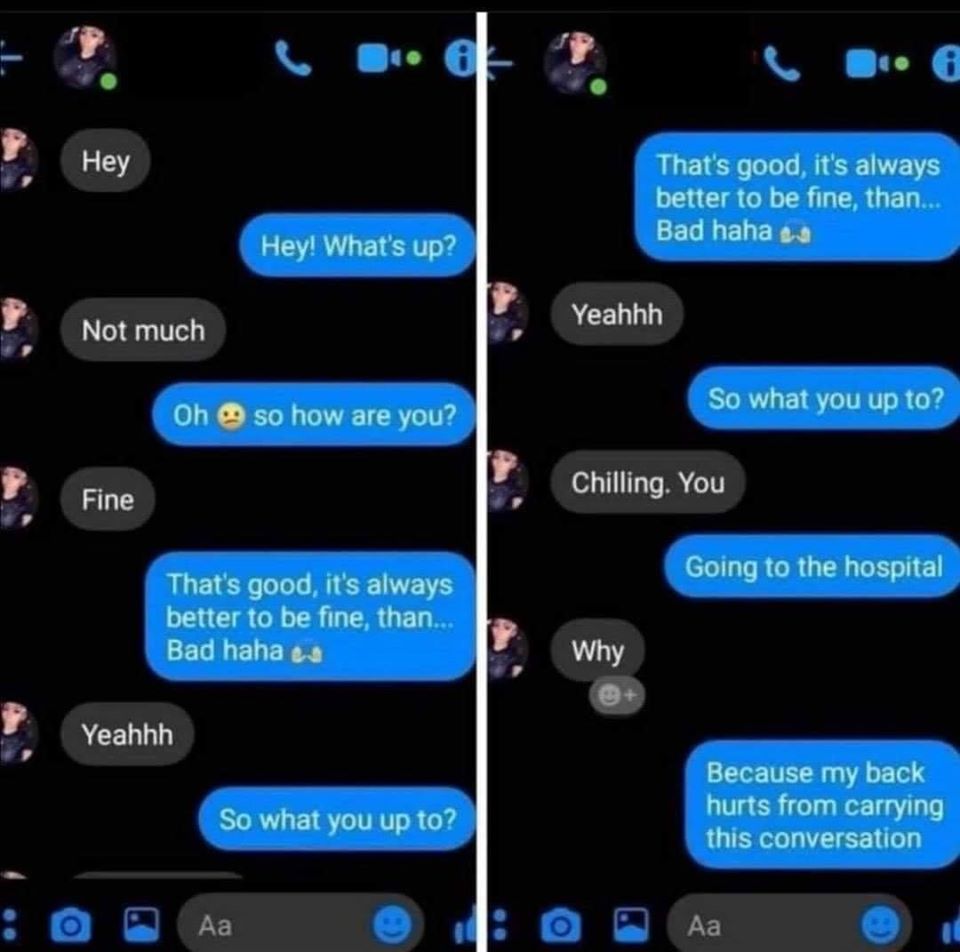 Hey
Hey! What's up?
Not much
Oh 😕 so how are you?
Fine
That's good, it's always
better to be fine, than...
Bad haha 🙌
Yeahhh
So what you up to?
Aa
That's good, it's always
better to be fine, than...
Bad haha 🙌
Yeahhh
So what you up to?
Chilling. You
Going to the hospital
Why
Because my back
hurts from carrying
this conversation
Aa